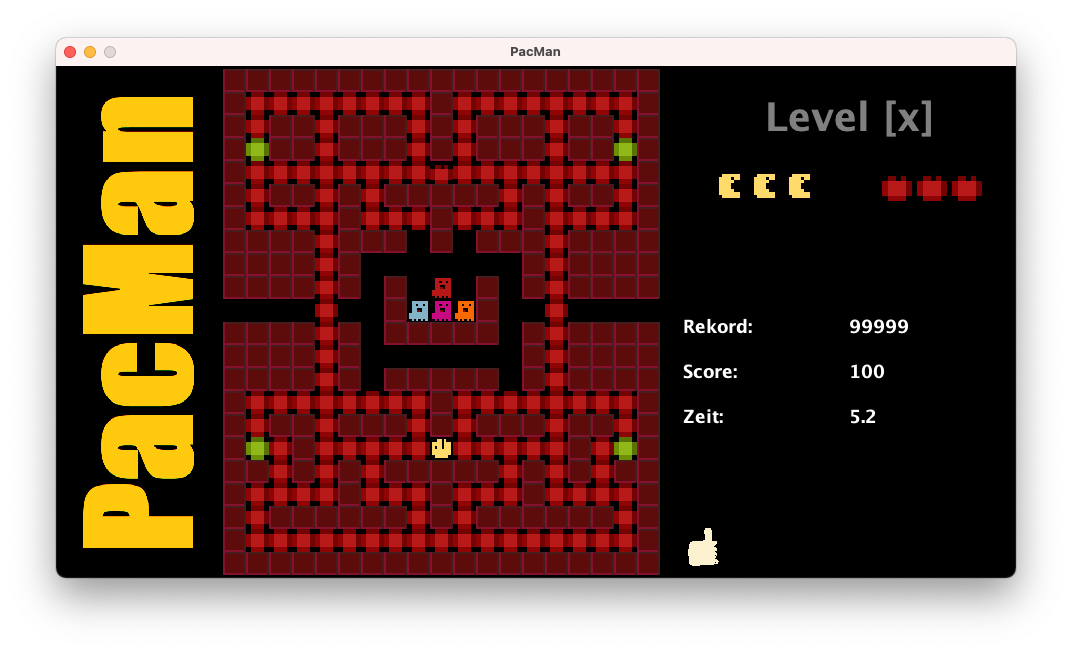 PacMan
PacMan
Level [x]
Rekord: 99999
Score: 100
Zeit: 5.2